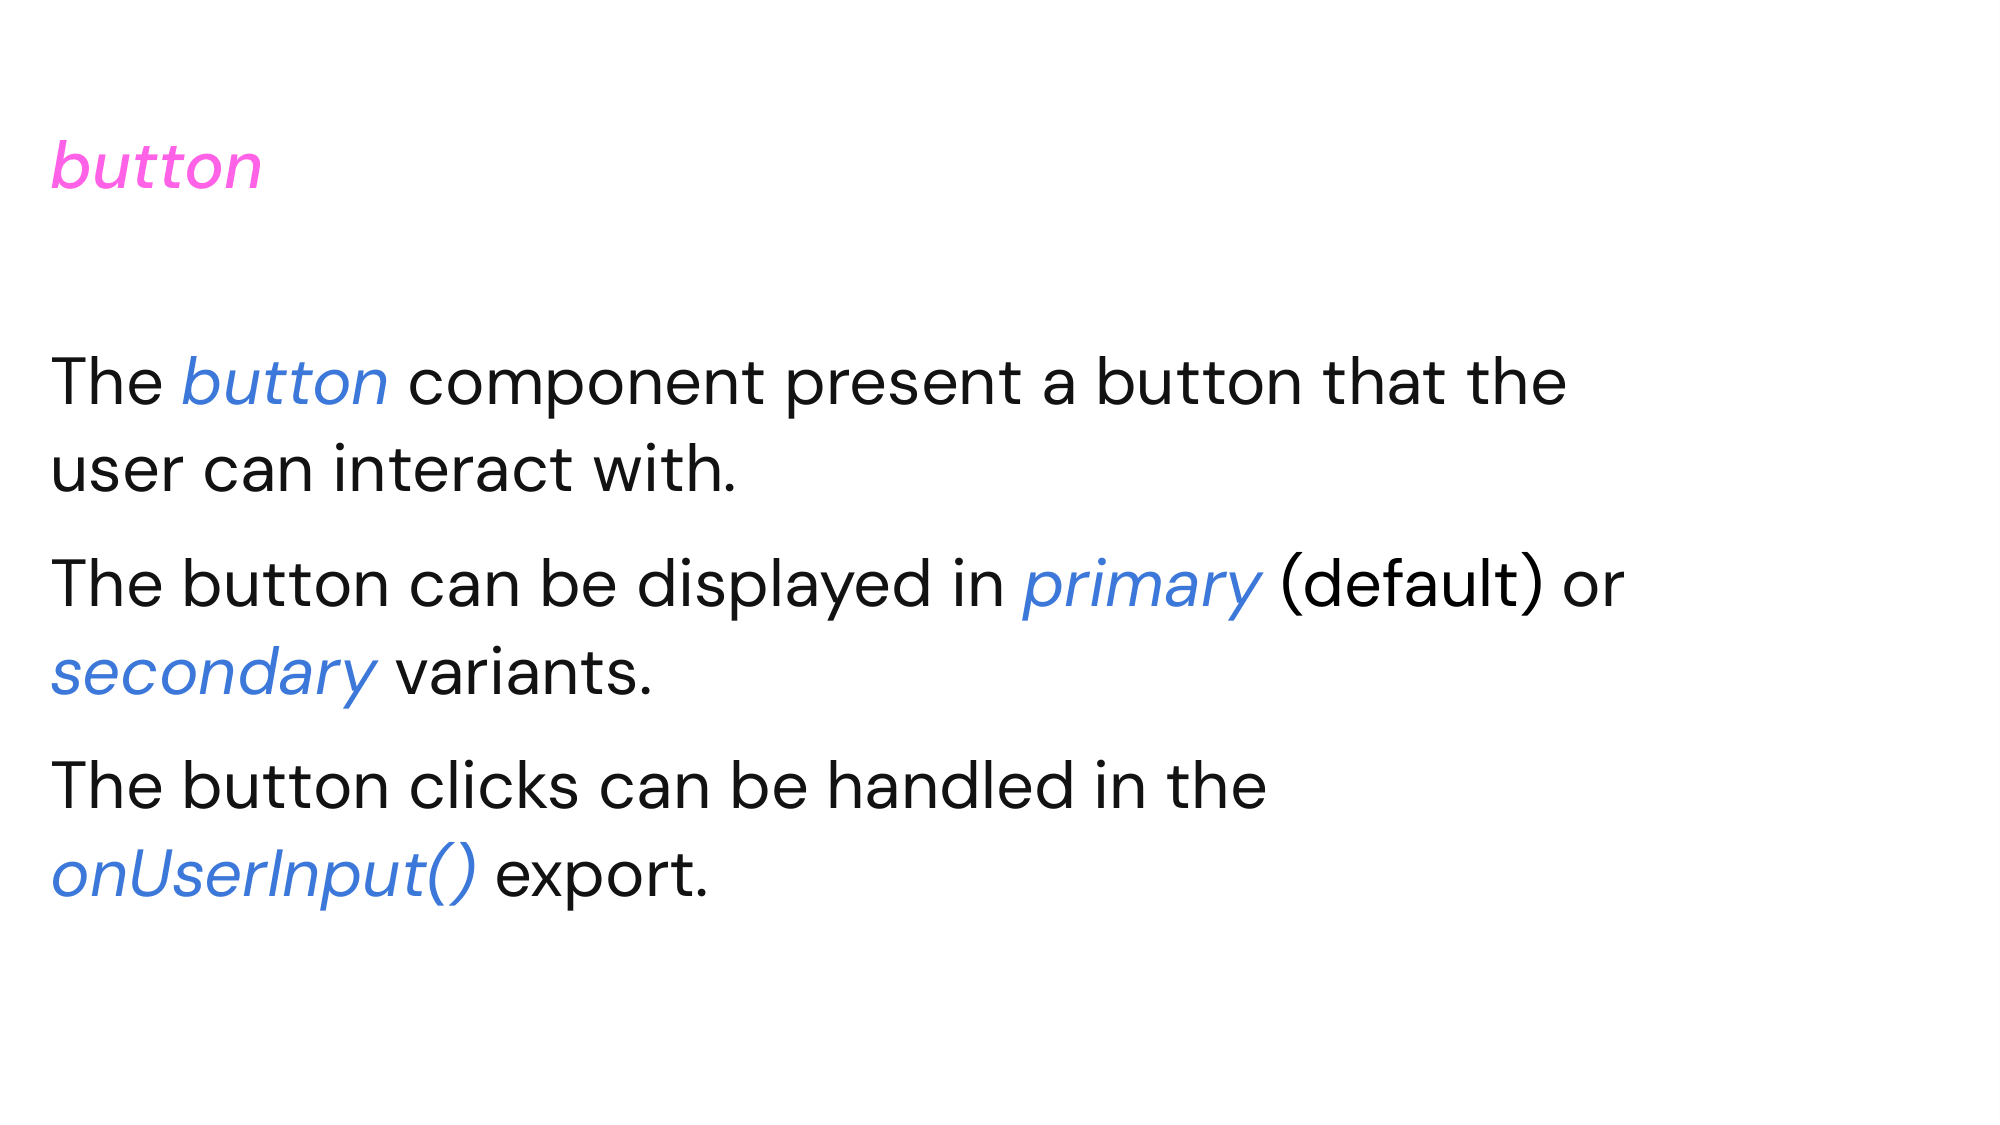 button
The button component present a button that the
user can interact with.
The button can be displayed in primary (default) or
secondary variants.
The button clicks can be handled in the
onUserInput() export.